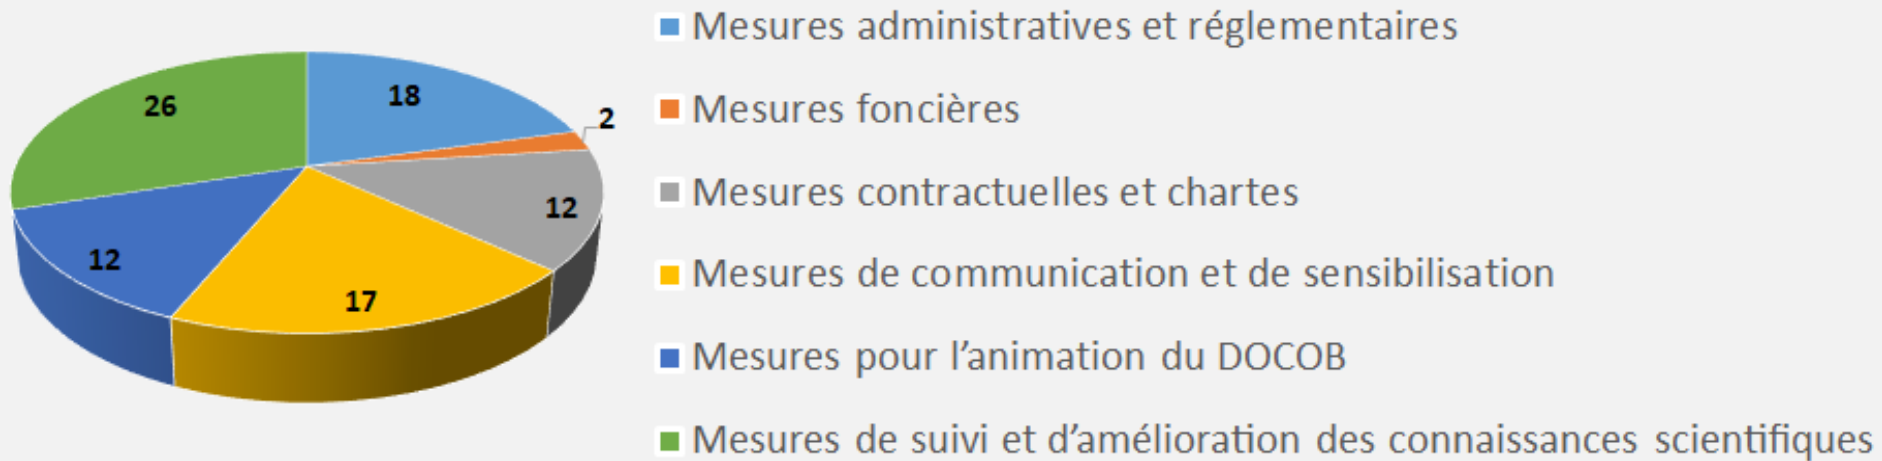 26
18
2
12
17
12
Mesures administratives et réglementaires
Mesures foncières
Mesures contractuelles et chartes
Mesures de communication et de sensibilisation
Mesures pour l’animation du DOCOB
Mesures de suivi et d’amélioration des connaissances scientifiques